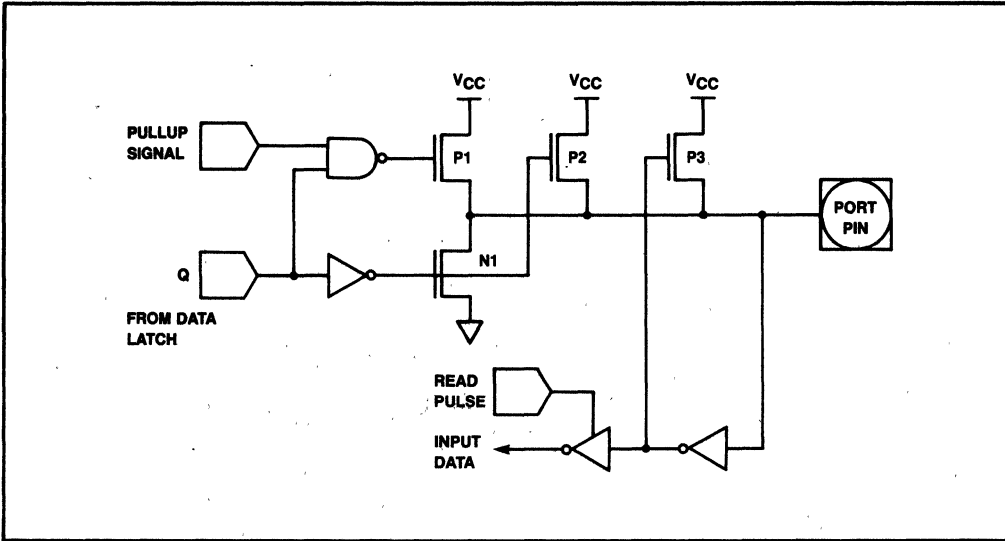 VCC VCC VCC
PULLUP
SIGNAL
P1 P2 P3
PORT
PIN
Q N1
FROM DATA
LATCH
READ
PULSE
INPUT
DATA